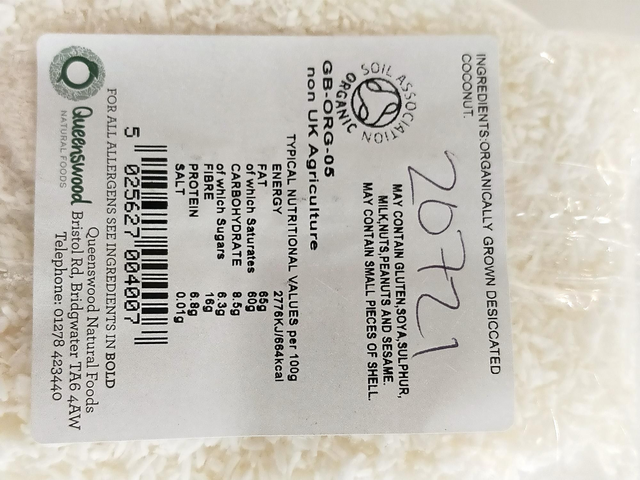 INGREDIENTS:ORGANICALLY GROWN DESICCATED
COCONUT.
20721
MAY CONTAIN GLUTEN,SOYA,SULPHUR,
MILK,NUTS,PEANUTS AND SESAME.
MAY CONTAIN SMALL PIECES OF SHELL.
SOIL ASSOCIATION
ORGANIC
GB-ORG-05
non UK Agriculture
TYPICAL NUTRITIONAL VALUES per 100g
ENERGY 2776KJ/664kcal
FAT 65g
of which Saturates 60g
CARBOHYDRATE 8.5g
of which Sugars 6.3g
FIBRE 16g
PROTEIN 6.8g
SALT 0.01g
5 025627 004007
FOR ALL ALLERGENS SEE INGREDIENTS IN BOLD
Queenswood
NATURAL FOODS
Queenswood Natural Foods
Bristol Rd, Bridgwater TA6 4AW
Telephone: 01278 423440